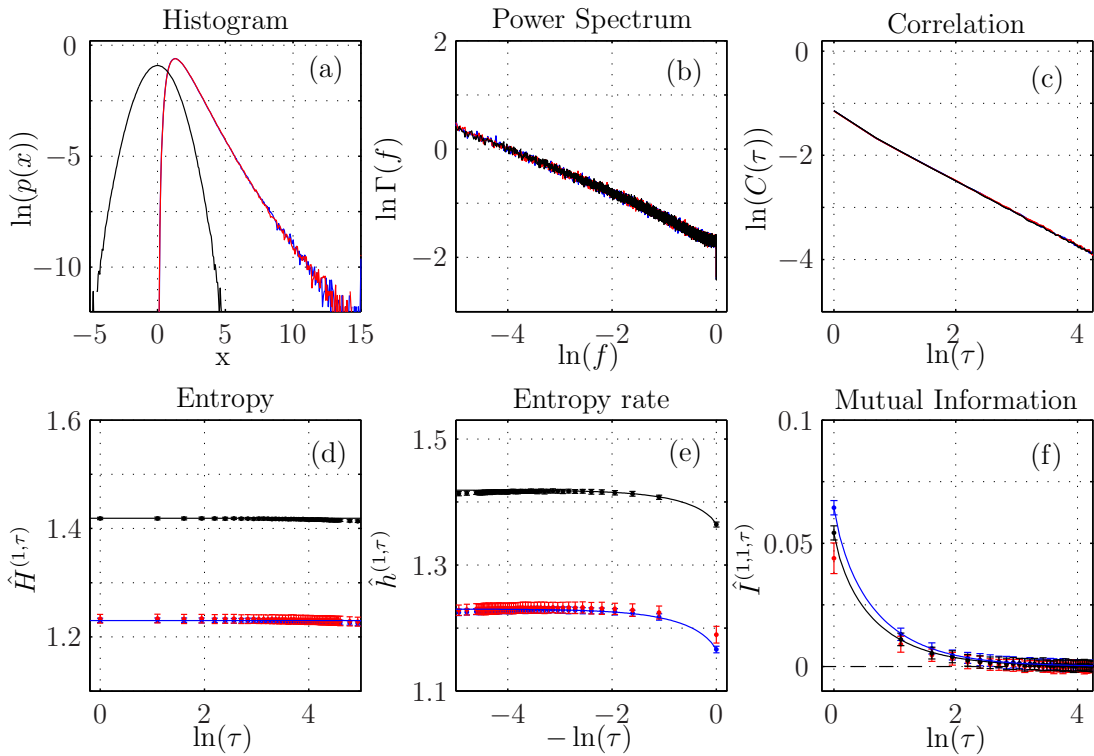 Histogram
Power Spectrum
Correlation
0
−5
−10
ln(p(x))
(a)
−5 0 5 10 15
x
2
0
−2
ln Γ(f)
(b)
−4 −2 0
ln(f)
0
−2
−4
ln(C(τ))
(c)
0 2 4
ln(τ)
Entropy
Entropy rate
Mutual Information
1.6
1.4
1.2
Ĥ^(1,τ)
(d)
0 2 4
ln(τ)
1.5
1.3
1.1
ĥ^(1,τ)
(e)
−4 −2 0
− ln(τ)
0.1
0.05
0
Î^(1,1,τ)
(f)
0 2 4
ln(τ)